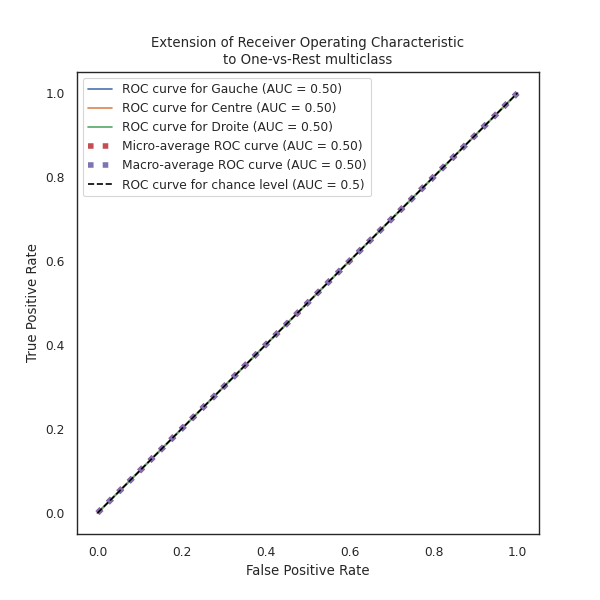 Extension of Receiver Operating Characteristic
to One-vs-Rest multiclass
ROC curve for Gauche (AUC = 0.50)
ROC curve for Centre (AUC = 0.50)
ROC curve for Droite (AUC = 0.50)
Micro-average ROC curve (AUC = 0.50)
Macro-average ROC curve (AUC = 0.50)
ROC curve for chance level (AUC = 0.5)
True Positive Rate
1.0
0.8
0.6
0.4
0.2
0.0
0.0 0.2 0.4 0.6 0.8 1.0
False Positive Rate